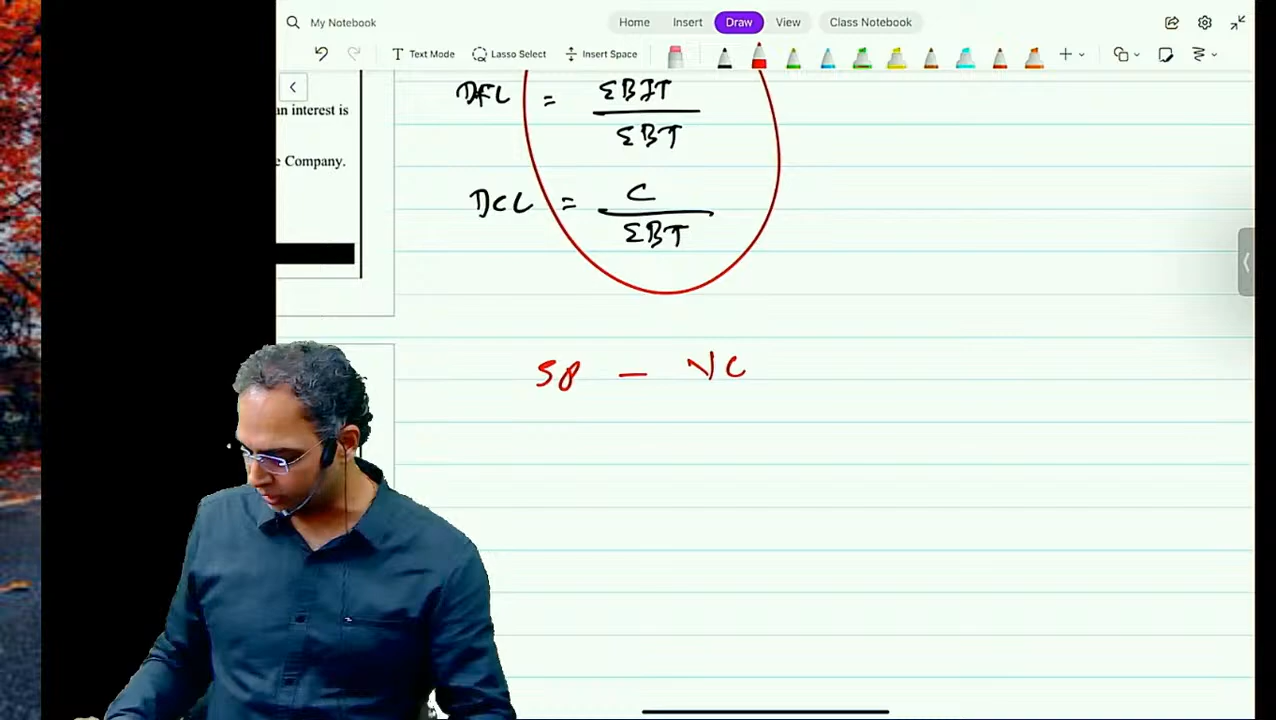 My Notebook
Home Insert Draw View Class Notebook
Text Mode Lasso Select Insert Space
an interest is
e Company.
DFL = EBIT
EBT
DCL = C
EBT
SP — VC